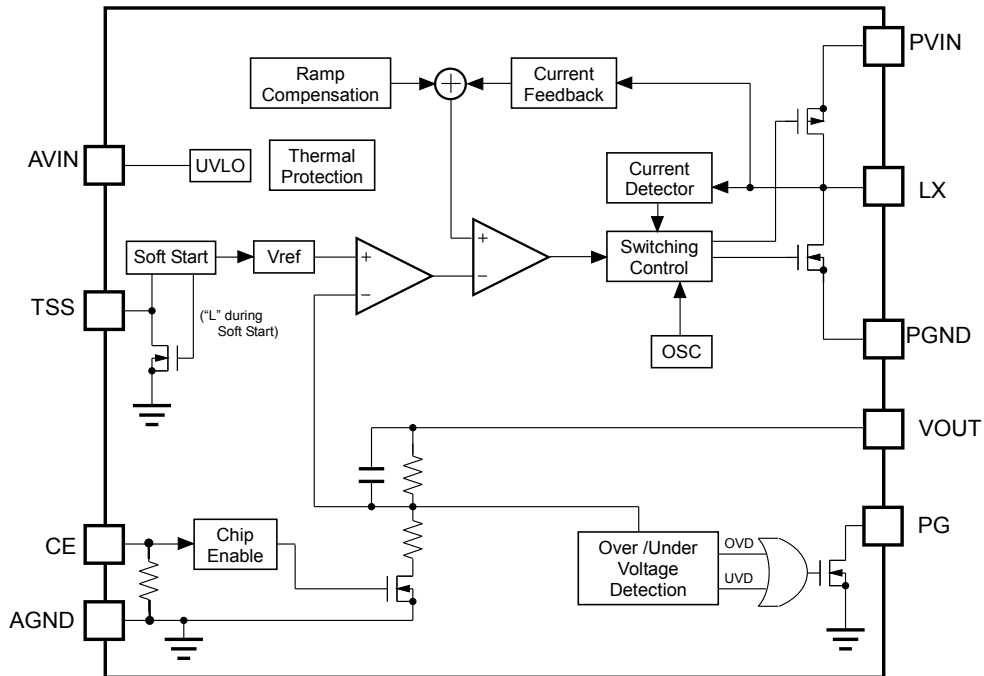 PVIN
Ramp
Compensation
Current
Feedback
AVIN
UVLO
Thermal
Protection
Current
Detector
LX
Soft Start
Vref
+
−
+
−
Switching
Control
TSS
(“L” during
Soft Start)
OSC
PGND
VOUT
CE
Chip
Enable
Over /Under
Voltage
Detection
OVD
UVD
PG
AGND